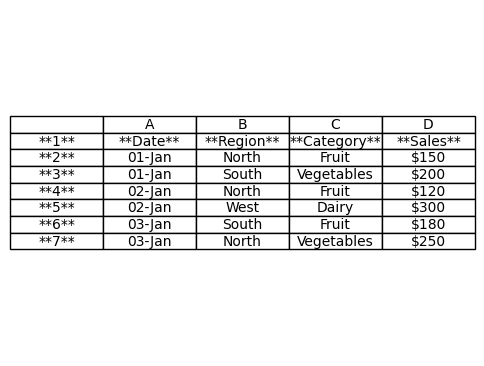 A B C D
**1** **Date** **Region** **Category** **Sales**
**2** 01-Jan North Fruit $150
**3** 01-Jan South Vegetables $200
**4** 02-Jan North Fruit $120
**5** 02-Jan West Dairy $300
**6** 03-Jan South Fruit $180
**7** 03-Jan North Vegetables $250